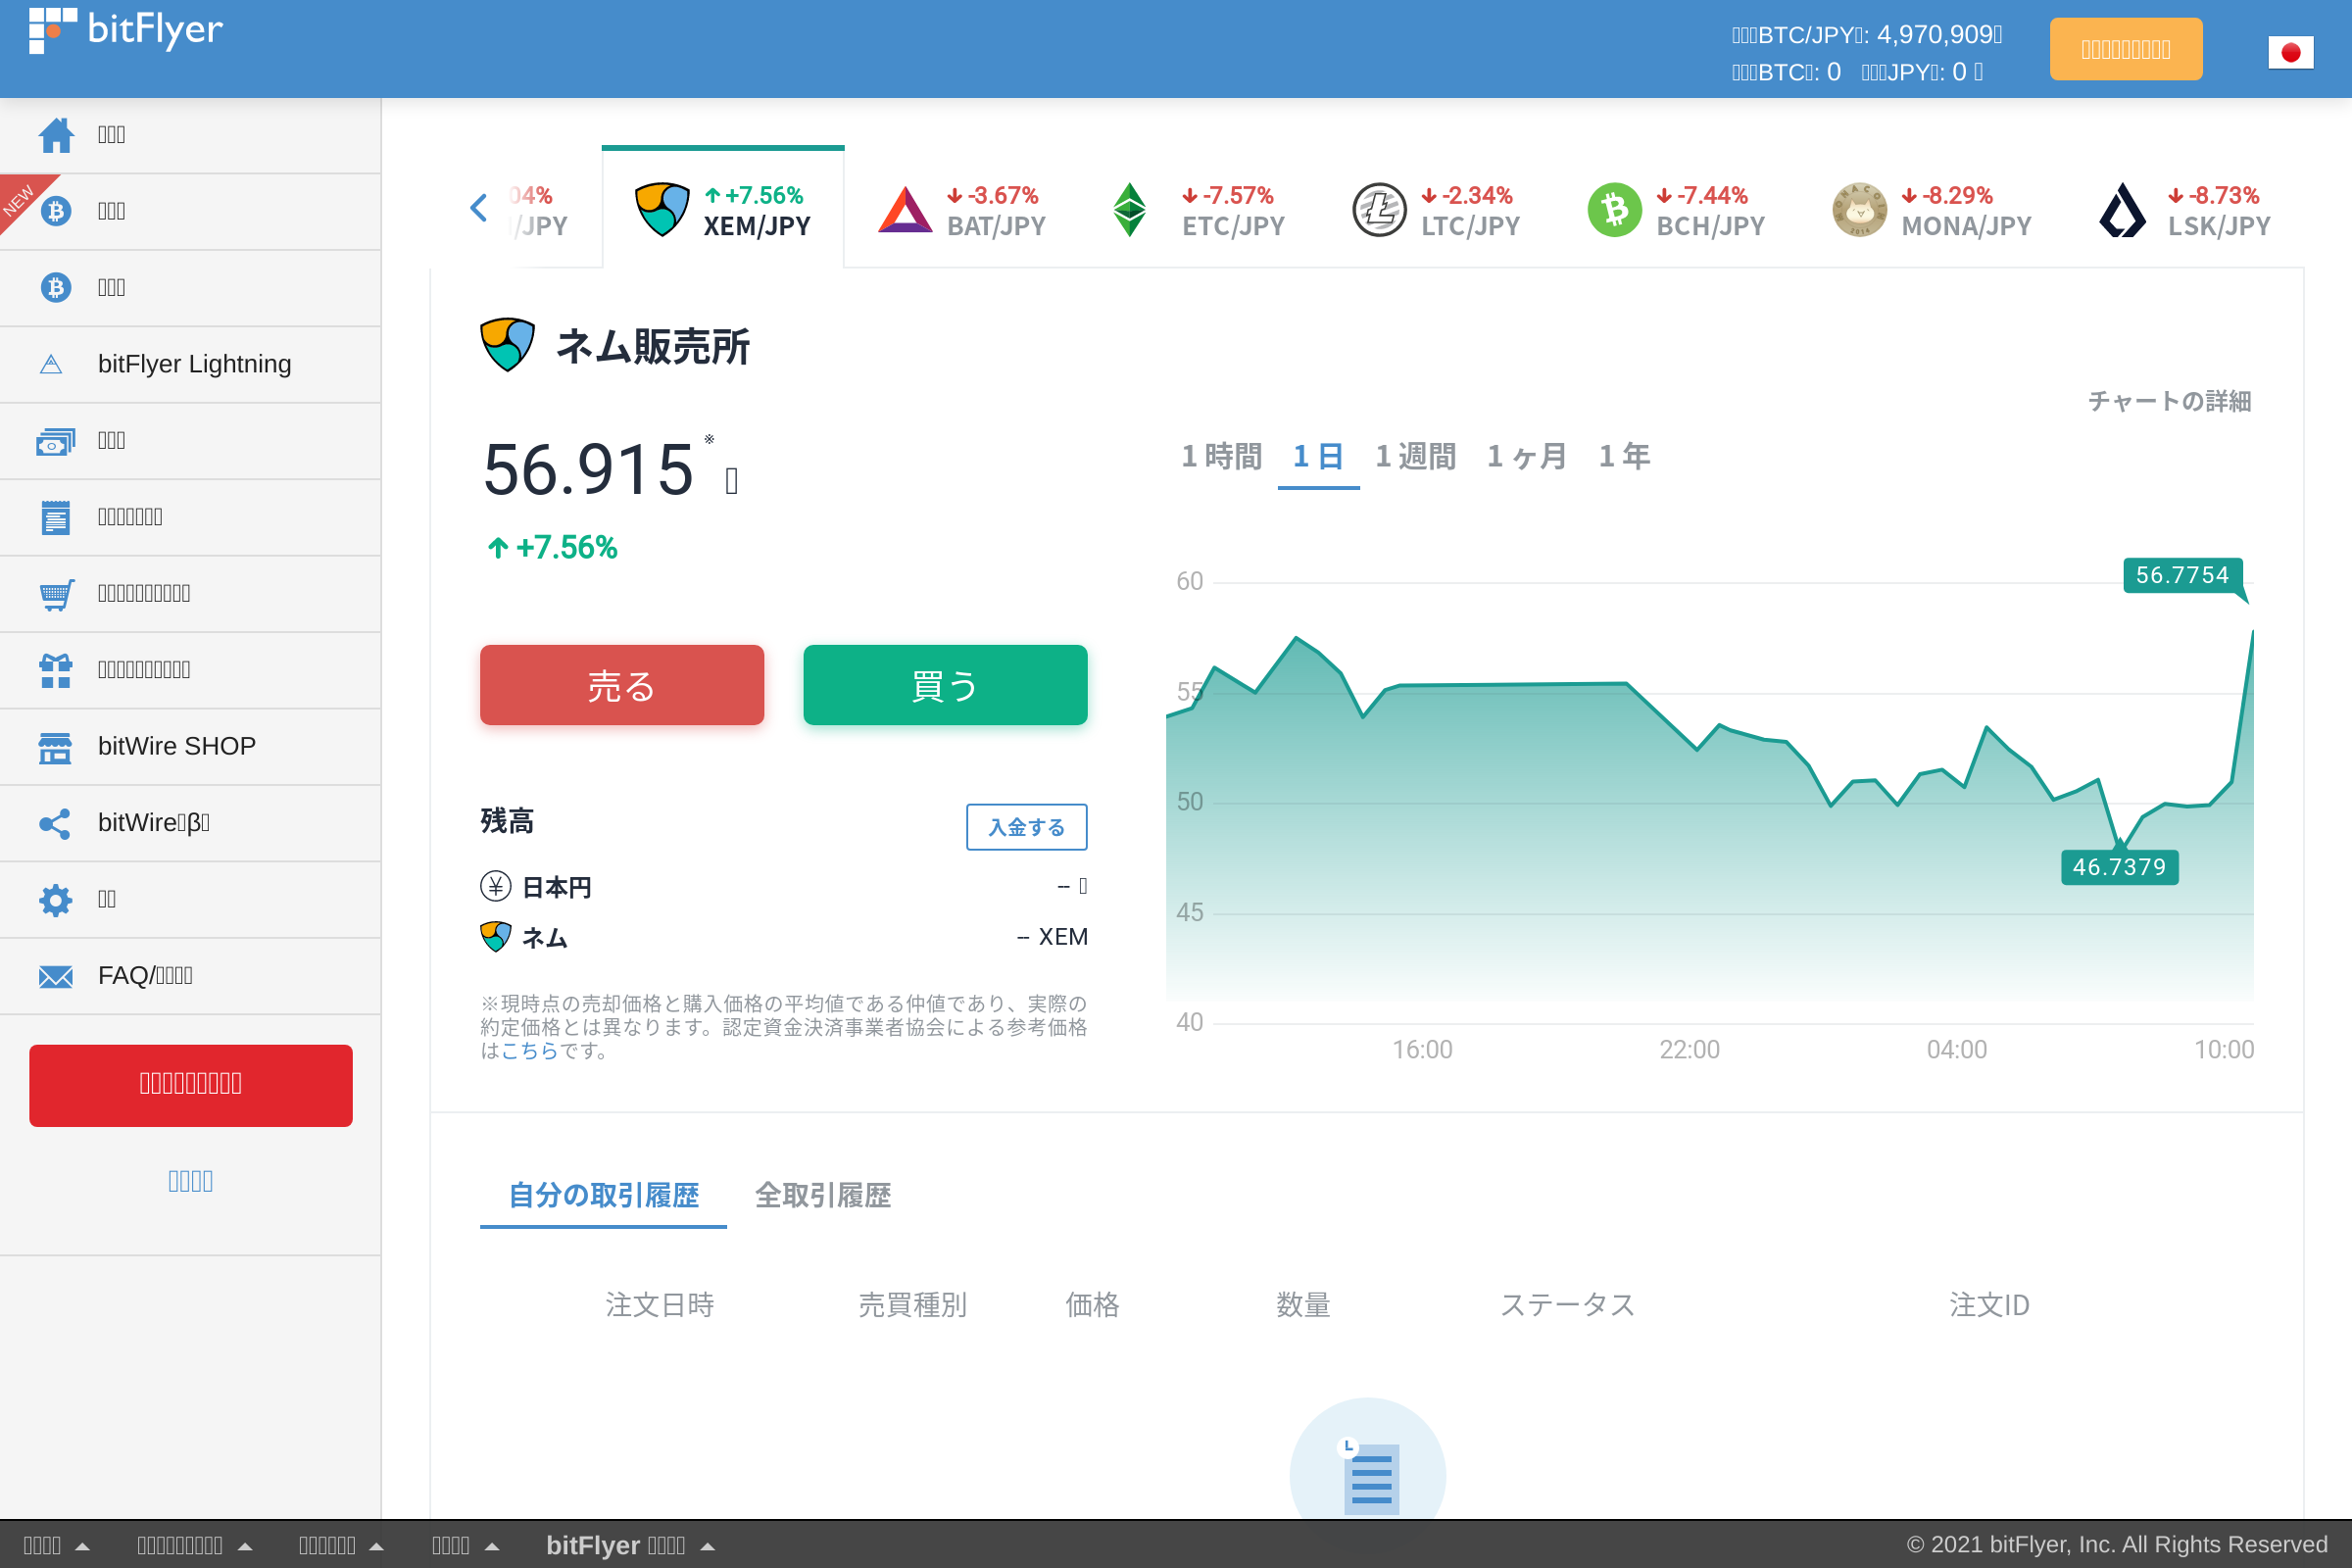 bitFlyer
BTC/JPY: 4,970,909
BTC: 0 JPY: 0
04%
/JPY
+7.56%
XEM/JPY
-3.67%
BAT/JPY
-7.57%
ETC/JPY
-2.34%
LTC/JPY
-7.44%
BCH/JPY
-8.29%
MONA/JPY
-8.73%
LSK/JPY
NEW
bitFlyer Lightning
bitWire SHOP
bitWire β
FAQ/
ネム販売所
チャートの詳細
56.915 ※
+7.56%
1 時間 1 日 1 週間 1 ヶ月 1 年
売る 買う
残高 入金する
日本円 --
ネム -- XEM
※現時点の売却価格と購入価格の平均値である仲値であり、実際の
約定価格とは異なります。認定資金決済事業者協会による参考価格
はこちらです。
60
55
50
45
40
56.7754
46.7379
16:00 22:00 04:00 10:00
自分の取引履歴 全取引履歴
注文日時 売買種別 価格 数量 ステータス 注文ID
bitFlyer
© 2021 bitFlyer, Inc. All Rights Reserved